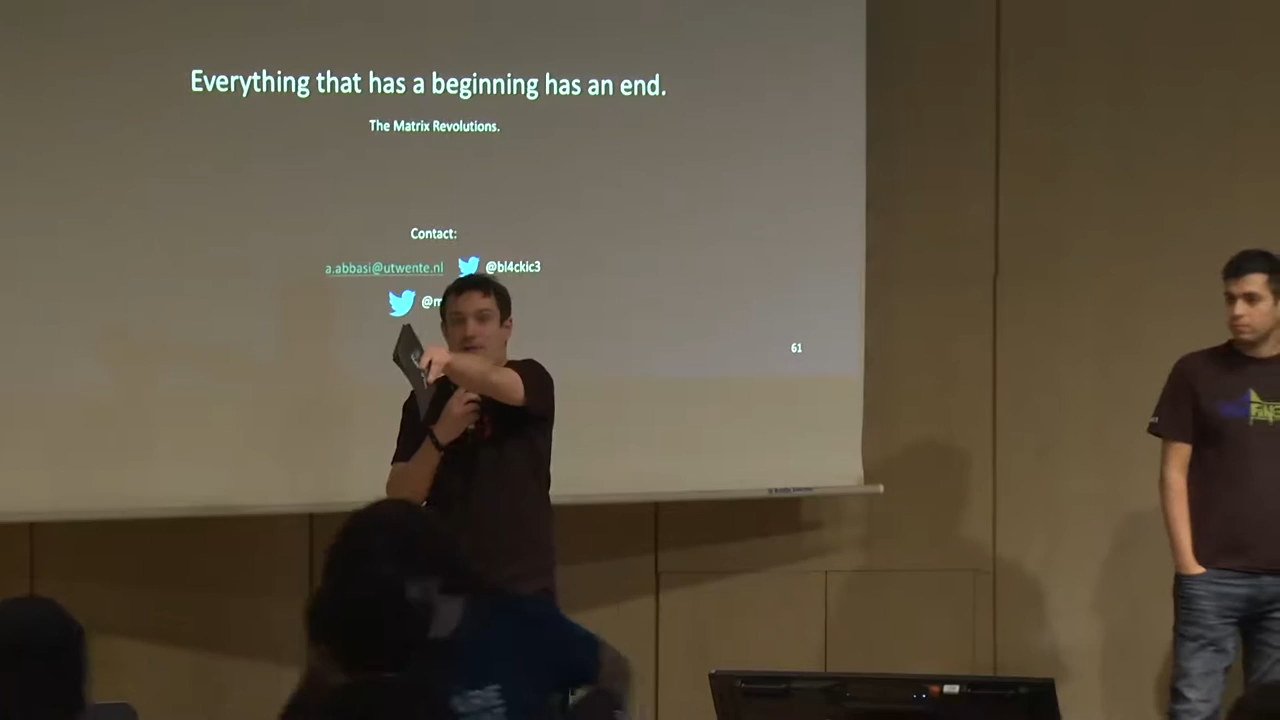 Everything that has a beginning has an end.
The Matrix Revolutions.
Contact:
a.abbasi@utwente.nl @bl4ckic3
@m
61